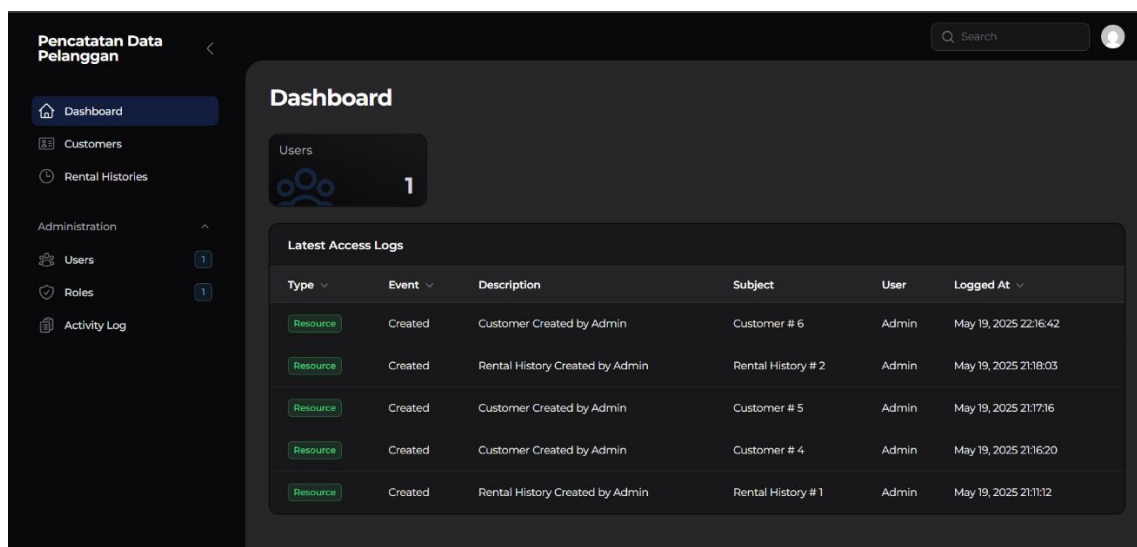 Pencatatan Data
Pelanggan
Search
Dashboard
Customers
Rental Histories
Administration
Users 1
Roles 1
Activity Log
Dashboard
Users
1
Latest Access Logs
Type Event Description Subject User Logged At
Resource Created Customer Created by Admin Customer # 6 Admin May 19, 2025 22:16:42
Resource Created Rental History Created by Admin Rental History # 2 Admin May 19, 2025 21:18:03
Resource Created Customer Created by Admin Customer # 5 Admin May 19, 2025 21:17:16
Resource Created Customer Created by Admin Customer # 4 Admin May 19, 2025 21:16:20
Resource Created Rental History Created by Admin Rental History # 1 Admin May 19, 2025 21:11:12